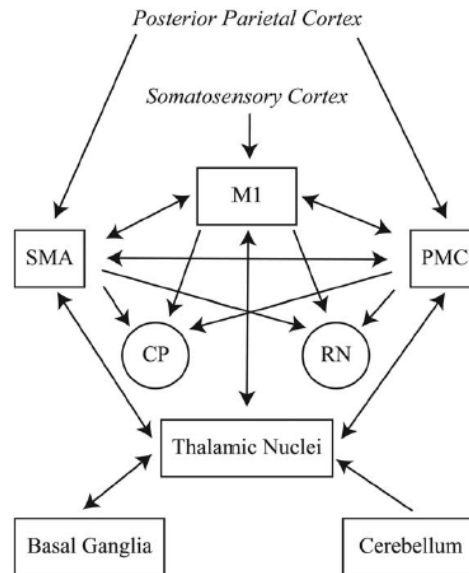 Posterior Parietal Cortex
Somatosensory Cortex
M1
SMA
PMC
CP
RN
Thalamic Nuclei
Basal Ganglia
Cerebellum